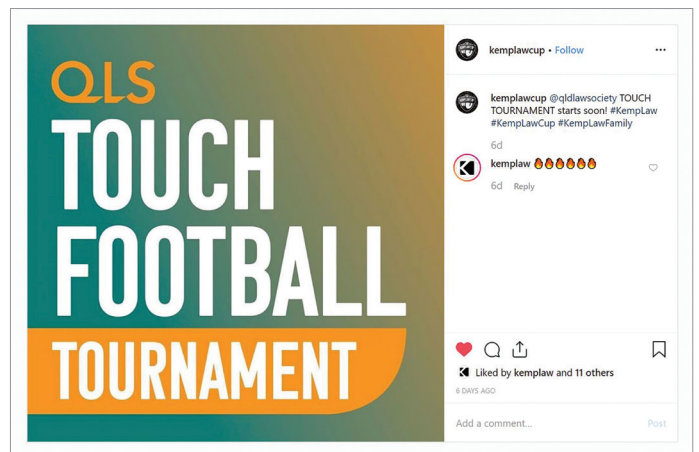 QLS
TOUCH
FOOTBALL
TOURNAMENT
kemplawcup • Follow
kemplawcup @qldlawsociety TOUCH
TOURNAMENT starts soon! #KempLaw
#KempLawCup #KempLawFamily
6d
kemplaw 🔥🔥🔥🔥🔥🔥
6d Reply
Liked by kemplaw and 11 others
6 DAYS AGO
Add a comment... Post